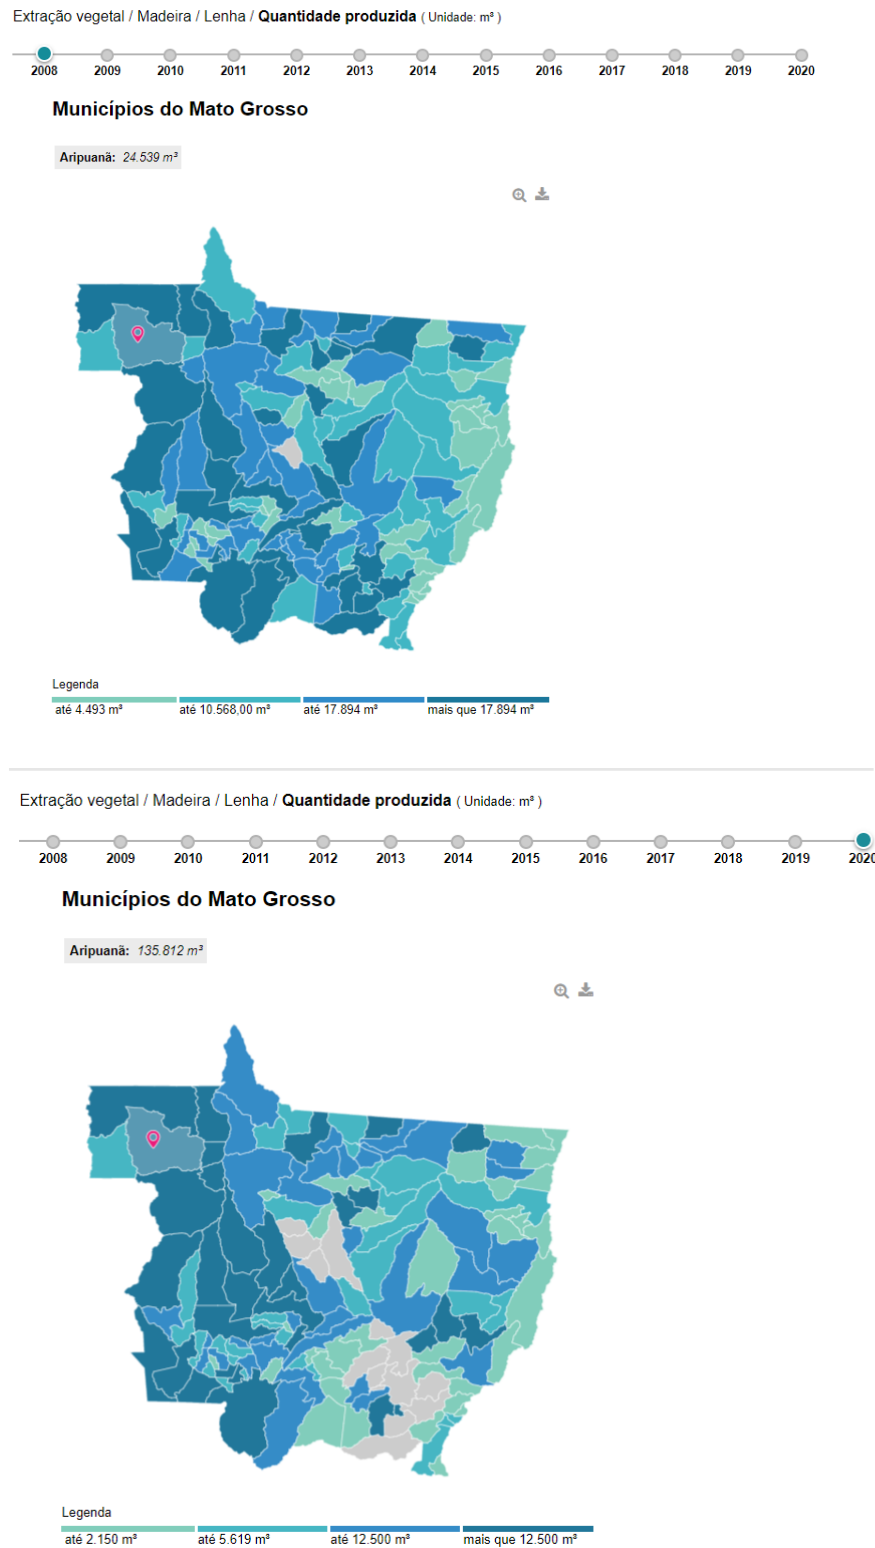 Extração vegetal / Madeira / Lenha / Quantidade produzida ( Unidade: m³ )
2008 2009 2010 2011 2012 2013 2014 2015 2016 2017 2018 2019 2020
Municípios do Mato Grosso
Aripuanã: 24.539 m³
Legenda
até 4.493 m³ até 10.568,00 m³ até 17.894 m³ mais que 17.894 m³
Extração vegetal / Madeira / Lenha / Quantidade produzida ( Unidade: m³ )
2008 2009 2010 2011 2012 2013 2014 2015 2016 2017 2018 2019 2020
Municípios do Mato Grosso
Aripuanã: 135.812 m³
Legenda
até 2.150 m³ até 5.619 m³ até 12.500 m³ mais que 12.500 m³